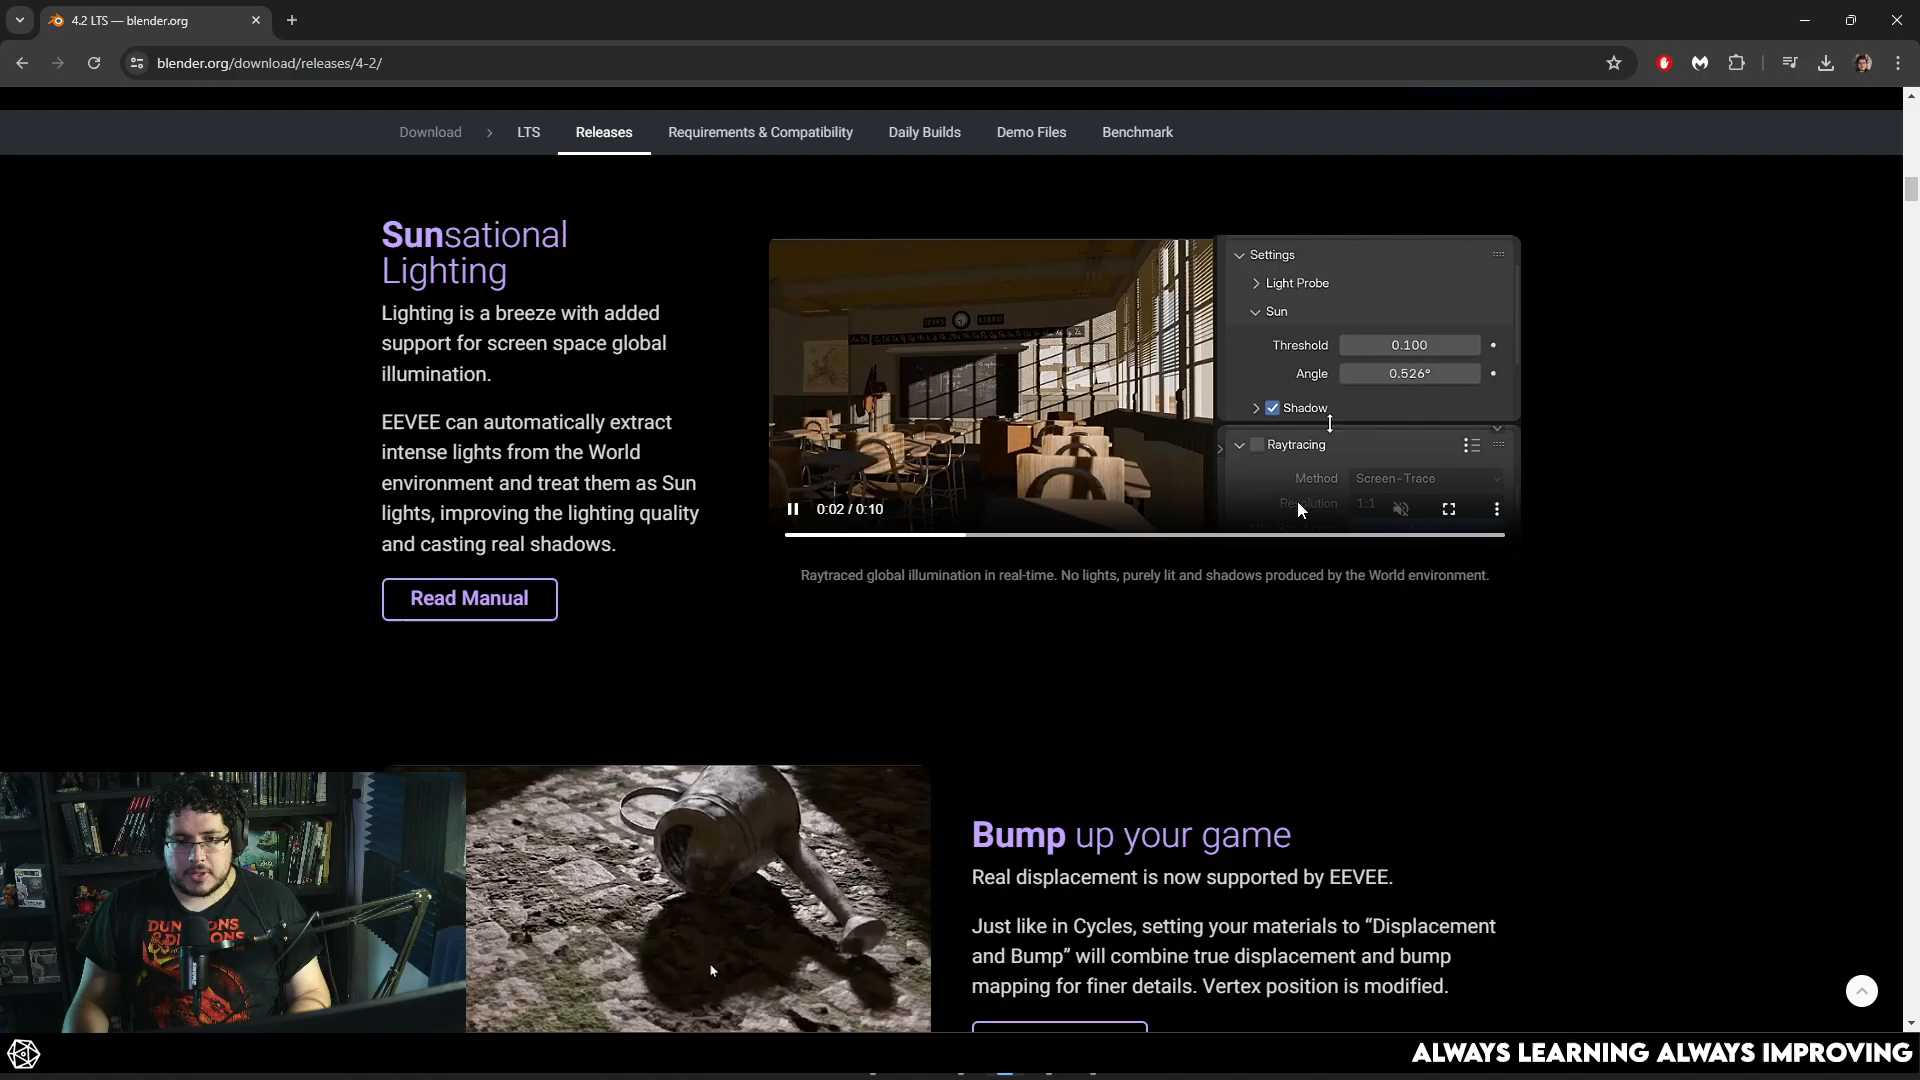 4.2 LTS — blender.org
blender.org/download/releases/4-2/
Download
LTS
Releases
Requirements & Compatibility
Daily Builds
Demo Files
Benchmark
Sunsational
Lighting
Lighting is a breeze with added
support for screen space global
illumination.
EEVEE can automatically extract
intense lights from the World
environment and treat them as Sun
lights, improving the lighting quality
and casting real shadows.
Read Manual
Settings
Light Probe
Sun
Threshold 0.100
Angle 0.526°
Shadow
Raytracing
Method Screen-Trace
Resolution 1:1
0:02 / 0:10
Raytraced global illumination in real-time. No lights, purely lit and shadows produced by the World environment.
Bump up your game
Real displacement is now supported by EEVEE.
Just like in Cycles, setting your materials to “Displacement
and Bump” will combine true displacement and bump
mapping for finer details. Vertex position is modified.
ALWAYS LEARNING ALWAYS IMPROVING